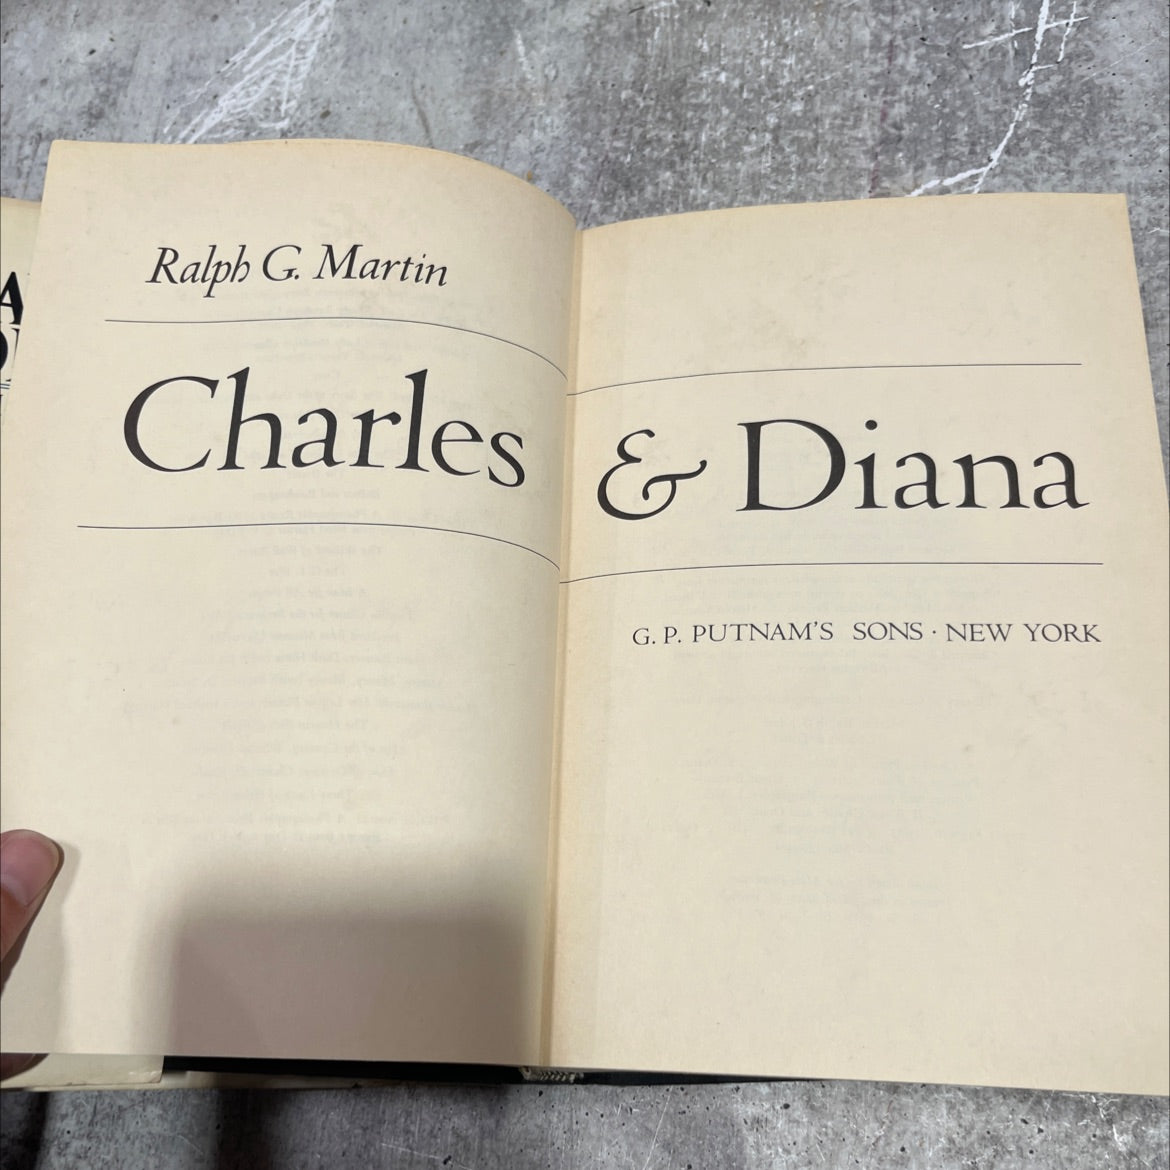 Ralph G. Martin
Charles & Diana
G. P. PUTNAM'S SONS · NEW YORK